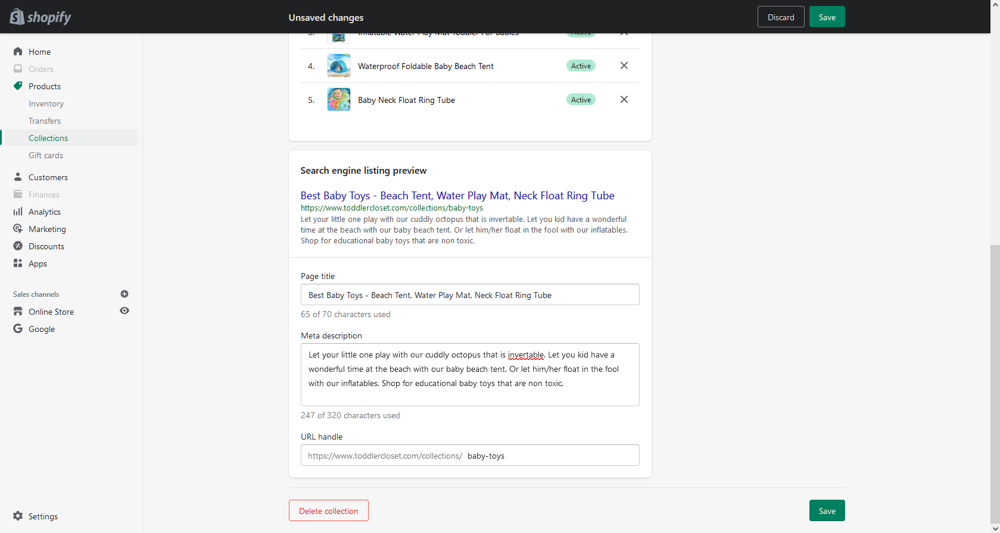 shopify
Unsaved changes
Discard
Save
Home
Orders
Products
Inventory
Transfers
Collections
Gift cards
Customers
Finances
Analytics
Marketing
Discounts
Apps
Sales channels
Online Store
Google
Settings
3. Inflatable Water Play Mat Toddler For Babies Active
4. Waterproof Foldable Baby Beach Tent Active
5. Baby Neck Float Ring Tube Active
Search engine listing preview
Best Baby Toys - Beach Tent, Water Play Mat, Neck Float Ring Tube
https://www.toddlercloset.com/collections/baby-toys
Let your little one play with our cuddly octopus that is invertable. Let you kid have a wonderful
time at the beach with our baby beach tent. Or let him/her float in the fool with our inflatables.
Shop for educational baby toys that are non toxic.
Page title
Best Baby Toys - Beach Tent, Water Play Mat, Neck Float Ring Tube
65 of 70 characters used
Meta description
Let your little one play with our cuddly octopus that is invertable. Let you kid have a
wonderful time at the beach with our baby beach tent. Or let him/her float in the fool
with our inflatables. Shop for educational baby toys that are non toxic.
247 of 320 characters used
URL handle
https://www.toddlercloset.com/collections/ baby-toys
Delete collection
Save